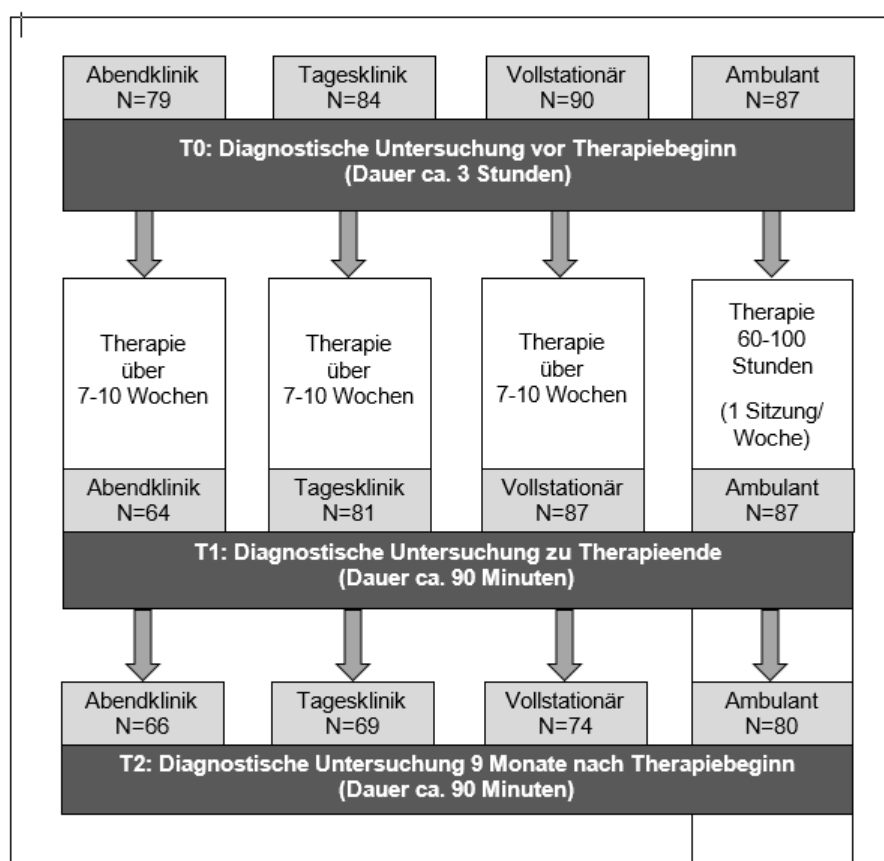 Abendklinik
N=79
Tagesklinik
N=84
Vollstationär
N=90
Ambulant
N=87
T0: Diagnostische Untersuchung vor Therapiebeginn
(Dauer ca. 3 Stunden)
Therapie
über
7-10 Wochen
Therapie
über
7-10 Wochen
Therapie
über
7-10 Wochen
Therapie
60-100
Stunden
(1 Sitzung/
Woche)
Abendklinik
N=64
Tagesklinik
N=81
Vollstationär
N=87
Ambulant
N=87
T1: Diagnostische Untersuchung zu Therapieende
(Dauer ca. 90 Minuten)
Abendklinik
N=66
Tagesklinik
N=69
Vollstationär
N=74
Ambulant
N=80
T2: Diagnostische Untersuchung 9 Monate nach Therapiebeginn
(Dauer ca. 90 Minuten)